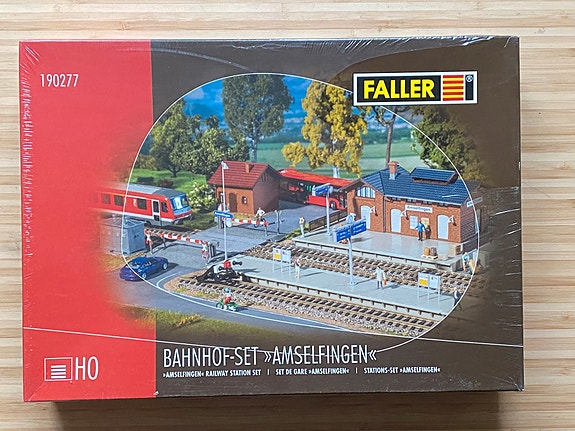 190277
FALLER ®
BAHNHOF-SET »AMSELFINGEN«
»AMSELFINGEN« RAILWAY STATION SET | SET DE GARE »AMSELFINGEN« | STATIONS-SET »AMSELFINGEN«
H0